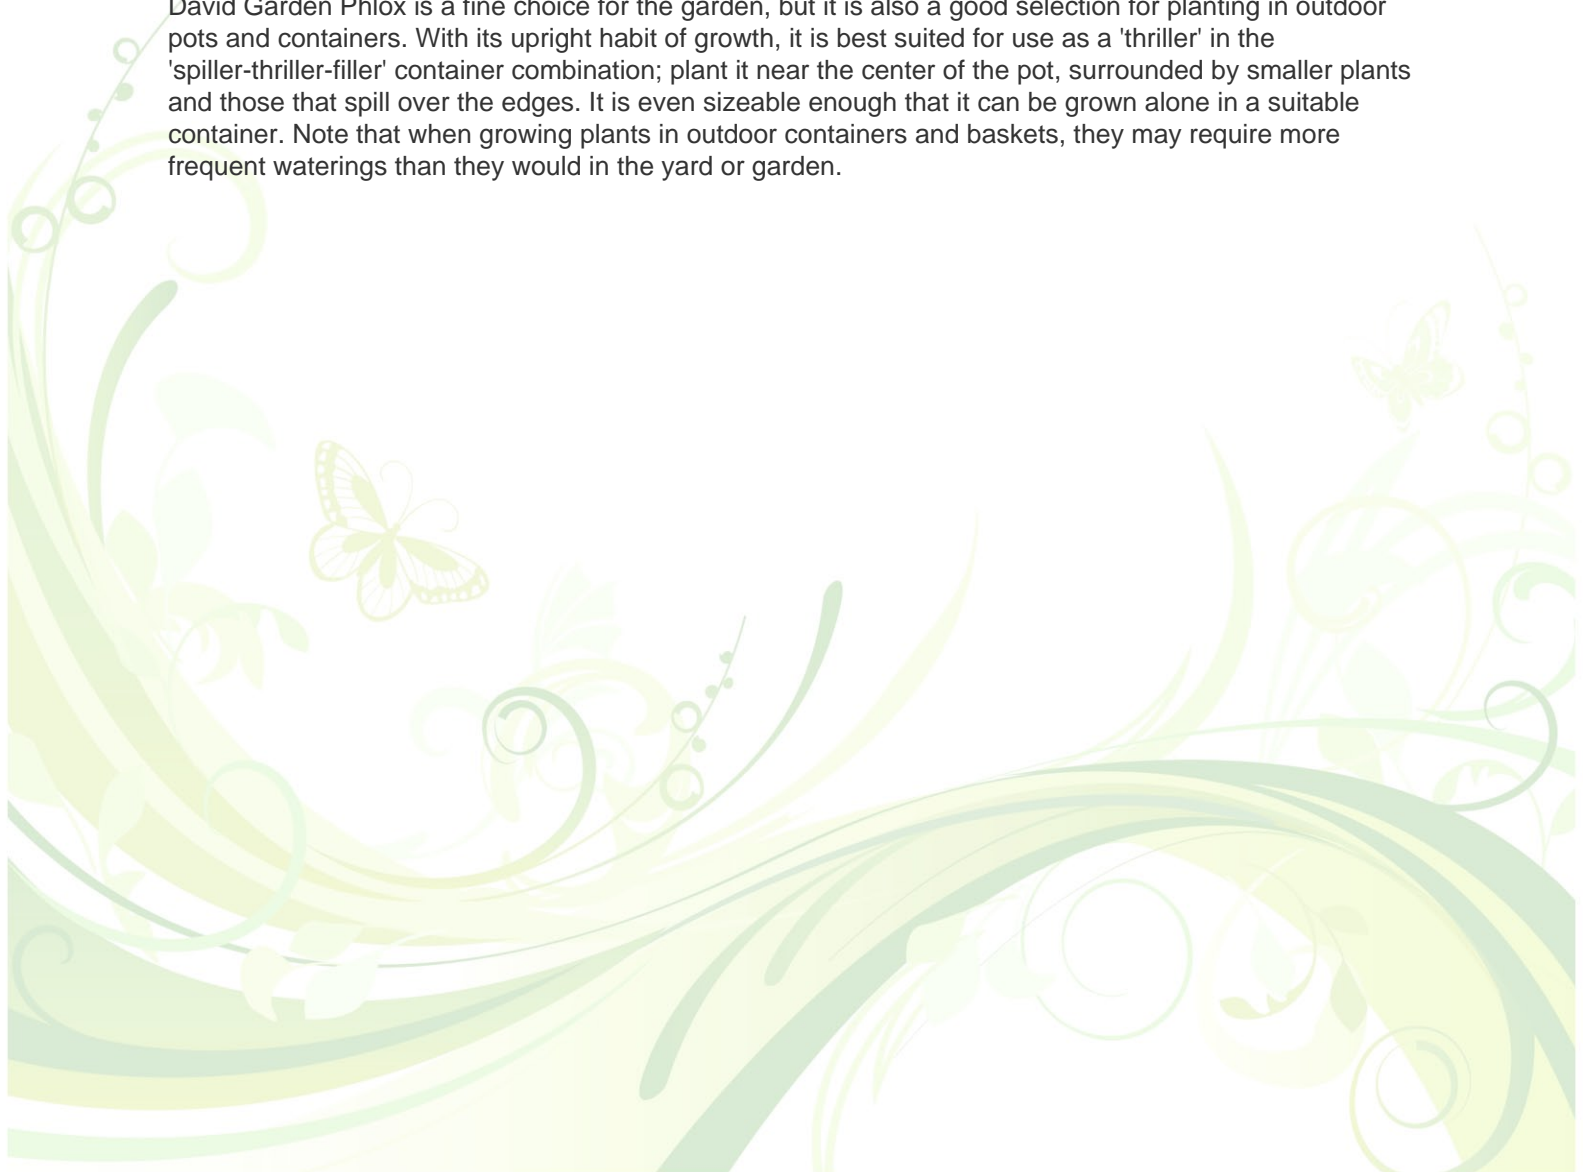 David Garden Phlox is a fine choice for the garden, but it is also a good selection for planting in outdoor
pots and containers. With its upright habit of growth, it is best suited for use as a 'thriller' in the
'spiller-thriller-filler' container combination; plant it near the center of the pot, surrounded by smaller plants
and those that spill over the edges. It is even sizeable enough that it can be grown alone in a suitable
container. Note that when growing plants in outdoor containers and baskets, they may require more
frequent waterings than they would in the yard or garden.